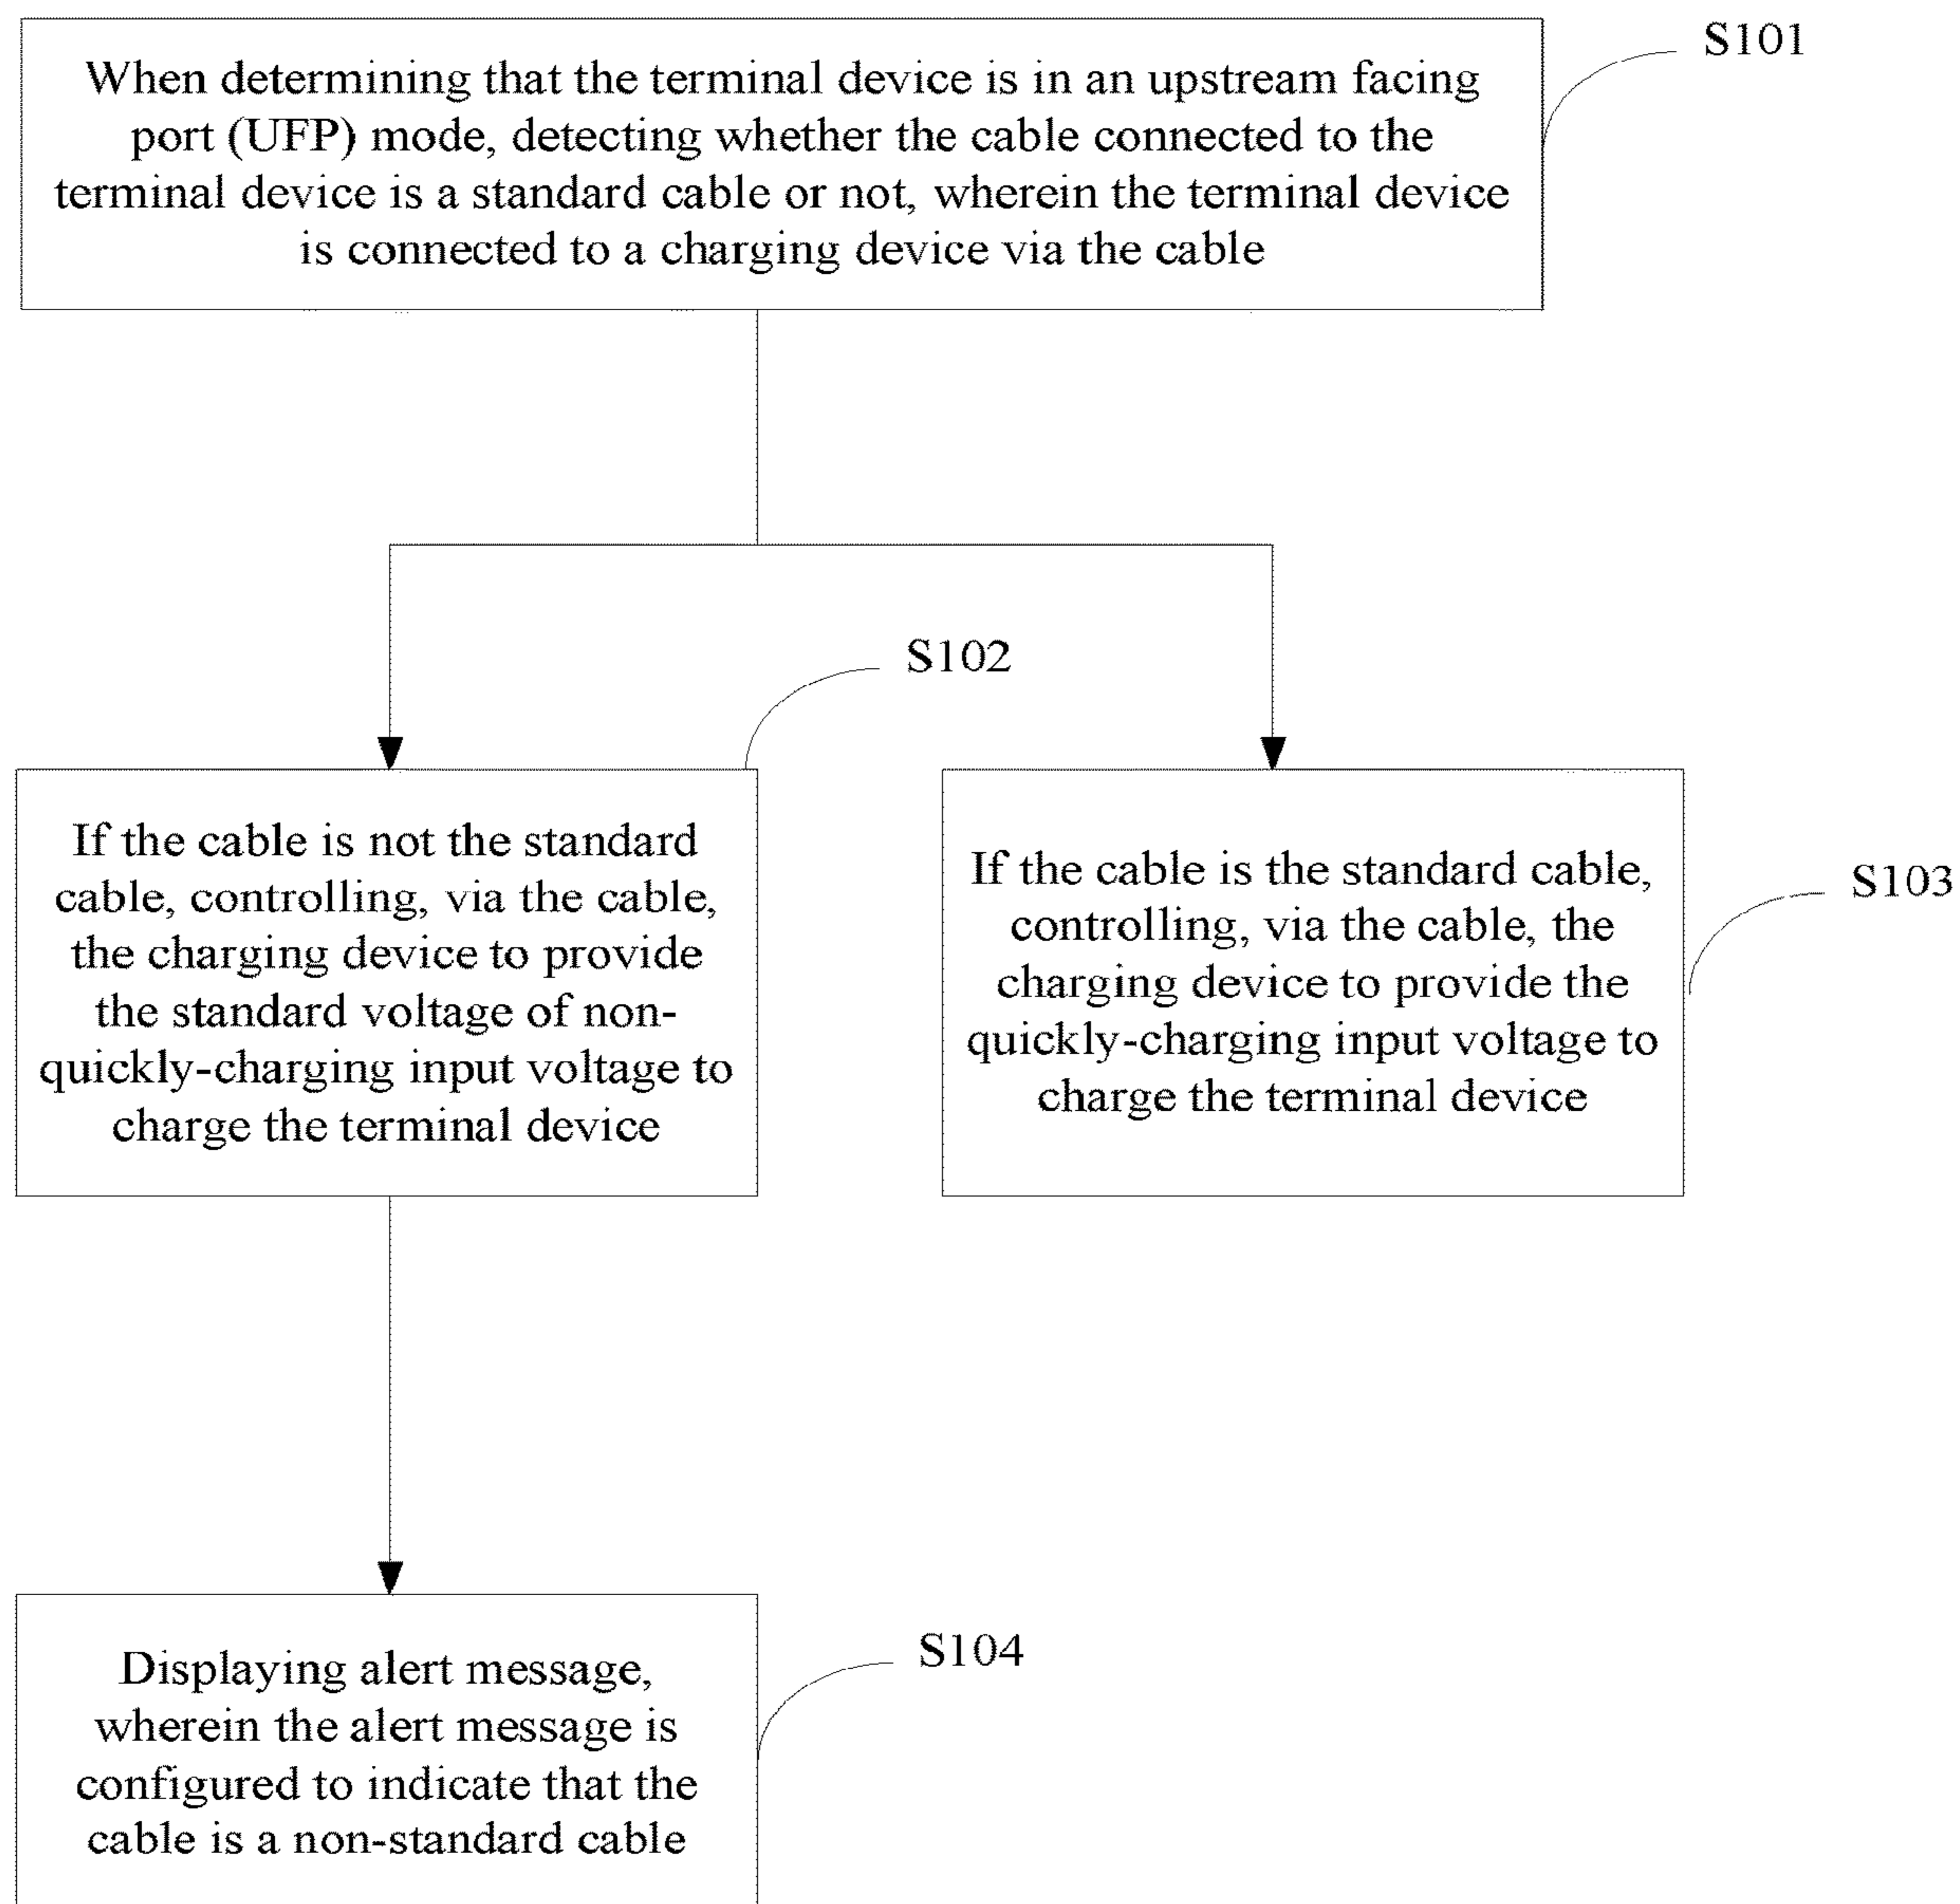 S101
When determining that the terminal device is in an upstream facing
port (UFP) mode, detecting whether the cable connected to the
terminal device is a standard cable or not, wherein the terminal device
is connected to a charging device via the cable
S102
If the cable is not the standard
cable, controlling, via the cable,
the charging device to provide
the standard voltage of non-
quickly-charging input voltage to
charge the terminal device
S103
If the cable is the standard cable,
controlling, via the cable, the
charging device to provide the
quickly-charging input voltage to
charge the terminal device
S104
Displaying alert message,
wherein the alert message is
configured to indicate that the
cable is a non-standard cable